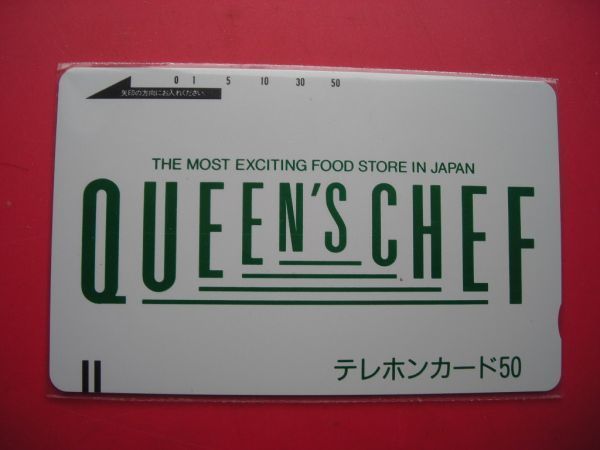 0 1 5 10 30 50
矢印の方向にお入れください
THE MOST EXCITING FOOD STORE IN JAPAN
QUEEN'S CHEF
テレホンカード50